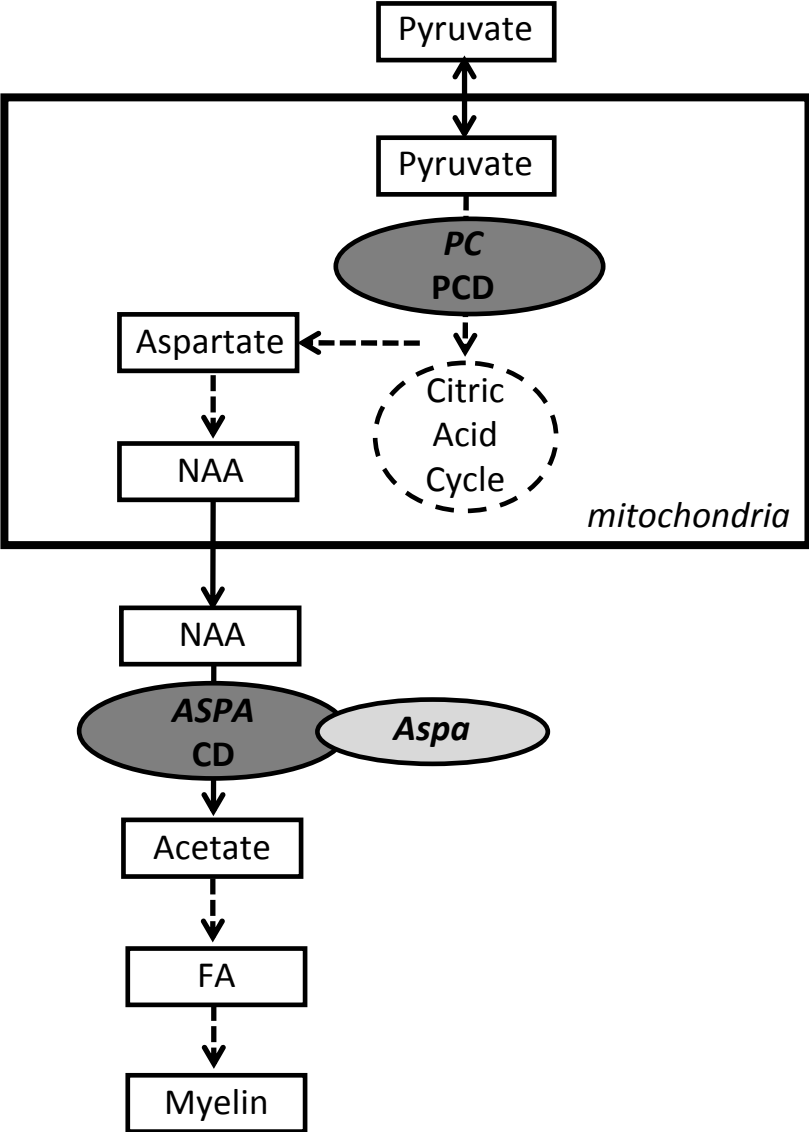 Pyruvate
Pyruvate
PC
PCD
Aspartate
Citric
Acid
Cycle
NAA
mitochondria
NAA
ASPA
CD
Aspa
Acetate
FA
Myelin